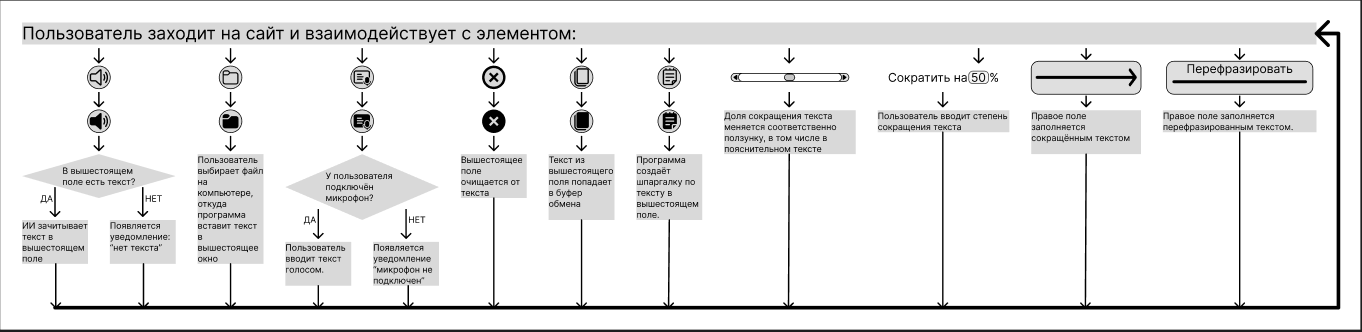 Пользователь заходит на сайт и взаимодействует с элементом:
Сократить на 50 %
Перефразировать
В вышестоящем
поле есть текст?
ДА
НЕТ
ИИ зачитывает
текст в
вышестоящем
поле
Появляется
уведомление:
"нет текста"
Пользователь
выбирает файл
на
компьютере,
откуда
программа
вставит текст
в
вышестоящее
окно
У пользователя
подключён
микрофон?
ДА
НЕТ
Пользователь
вводит текст
голосом.
Появляется
уведомление
"микрофон не
подключен"
Вышестоящее
поле
очищается от
текста
Текст из
вышестоящего
поля попадает
в буфер
обмена
Программа
создаёт
шпаргалку по
тексту в
вышестоящем
поле.
Доля сокращения текста
меняется соответственно
ползунку, в том числе в
пояснительном тексте
Пользователь вводит степень
сокращения текста
Правое поле
заполняется
сокращённым текстом
Правое поле заполняется
перефразированным текстом.